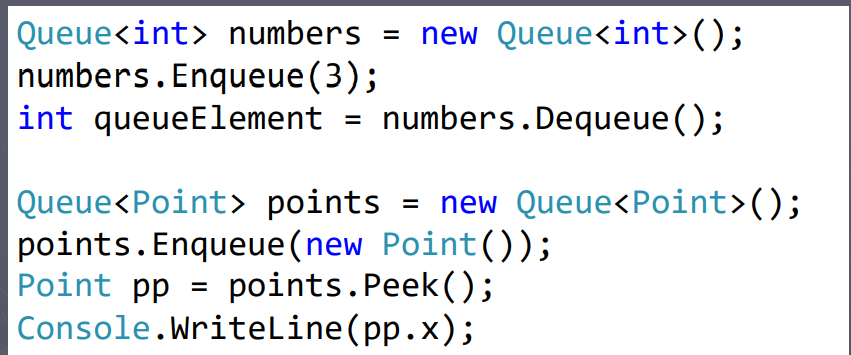 Queue<int> numbers = new Queue<int>();
numbers.Enqueue(3);
int queueElement = numbers.Dequeue();
Queue<Point> points = new Queue<Point>();
points.Enqueue(new Point());
Point pp = points.Peek();
Console.WriteLine(pp.x);